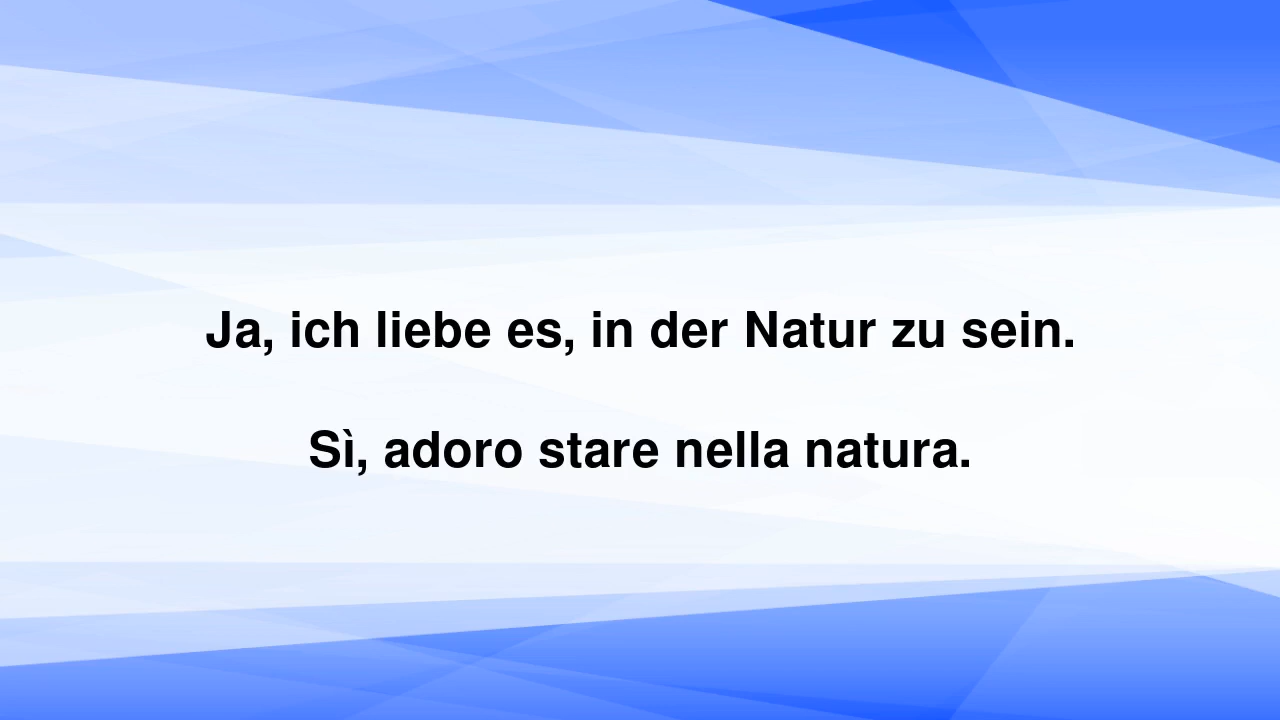 Ja, ich liebe es, in der Natur zu sein.
Sì, adoro stare nella natura.